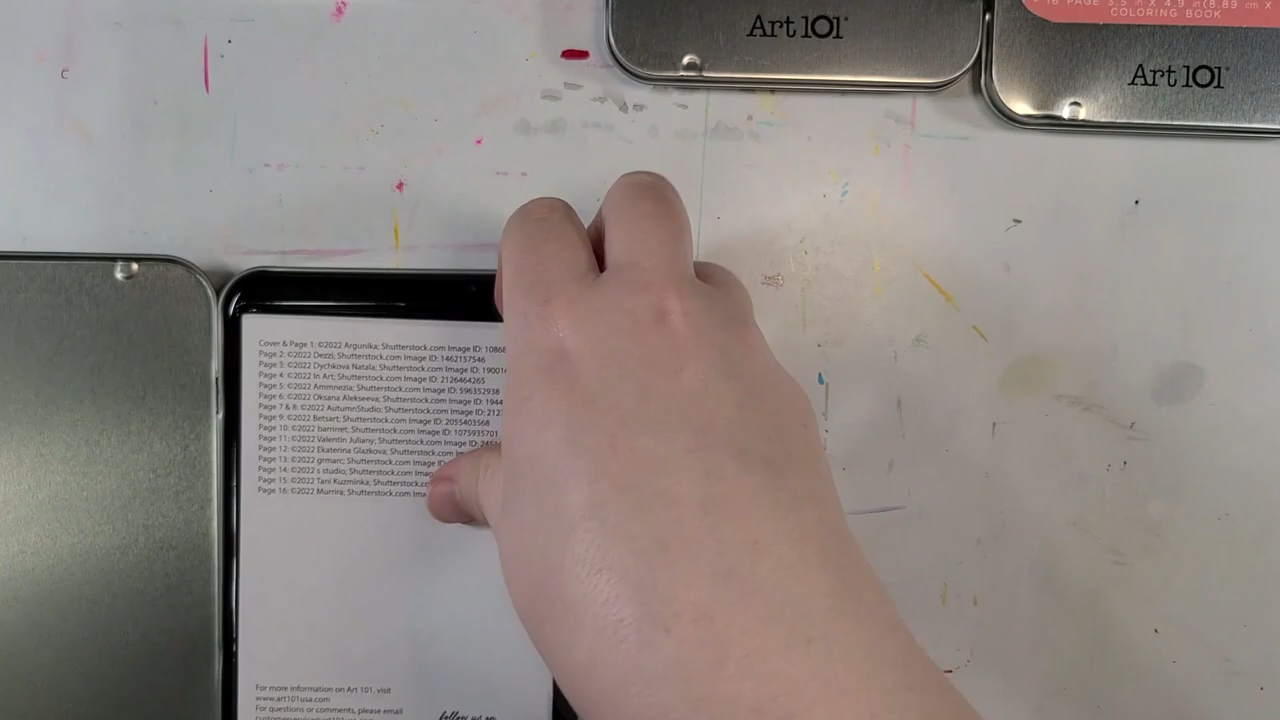 16 PAGE 3.5 in X 4.9 in (8.89 cm X
COLORING BOOK
Art 101
Art 101
Cover & Page 1: ©2022 Argunika; Shutterstock.com Image ID:
Page 2: ©2022 Dezzi; Shutterstock.com Image ID: 1462157546
Page 3: ©2022 Dychkova Natala; Shutterstock.com Image ID:
Page 4: ©2022 In Art; Shutterstock.com Image ID: 2126464265
Page 5: ©2022 Ammnezia; Shutterstock.com Image ID: 596352938
Page 6: ©2022 Oksana Alekseeva; Shutterstock.com Image ID:
Page 7 & 8: ©2022 AutumnStudio; Shutterstock.com Image ID:
Page 9: ©2022 Betsart; Shutterstock.com Image ID: 2055403568
Page 10: ©2022 barrirret; Shutterstock.com Image ID: 1075935701
Page 11: ©2022 Valentin Juliany; Shutterstock.com Image ID:
Page 12: ©2022 Ekaterina Glazkova; Shutterstock.com
Page 13: ©2022 grmarc; Shutterstock.com Image ID:
Page 14: ©2022 s studio; Shutterstock.com
Page 15: ©2022 Tani Kuzminka;
Page 16: ©2022 Murrira; Shutterstock.com
For more information on Art 101, visit
www.art101usa.com
For questions or comments, please email
follow us on